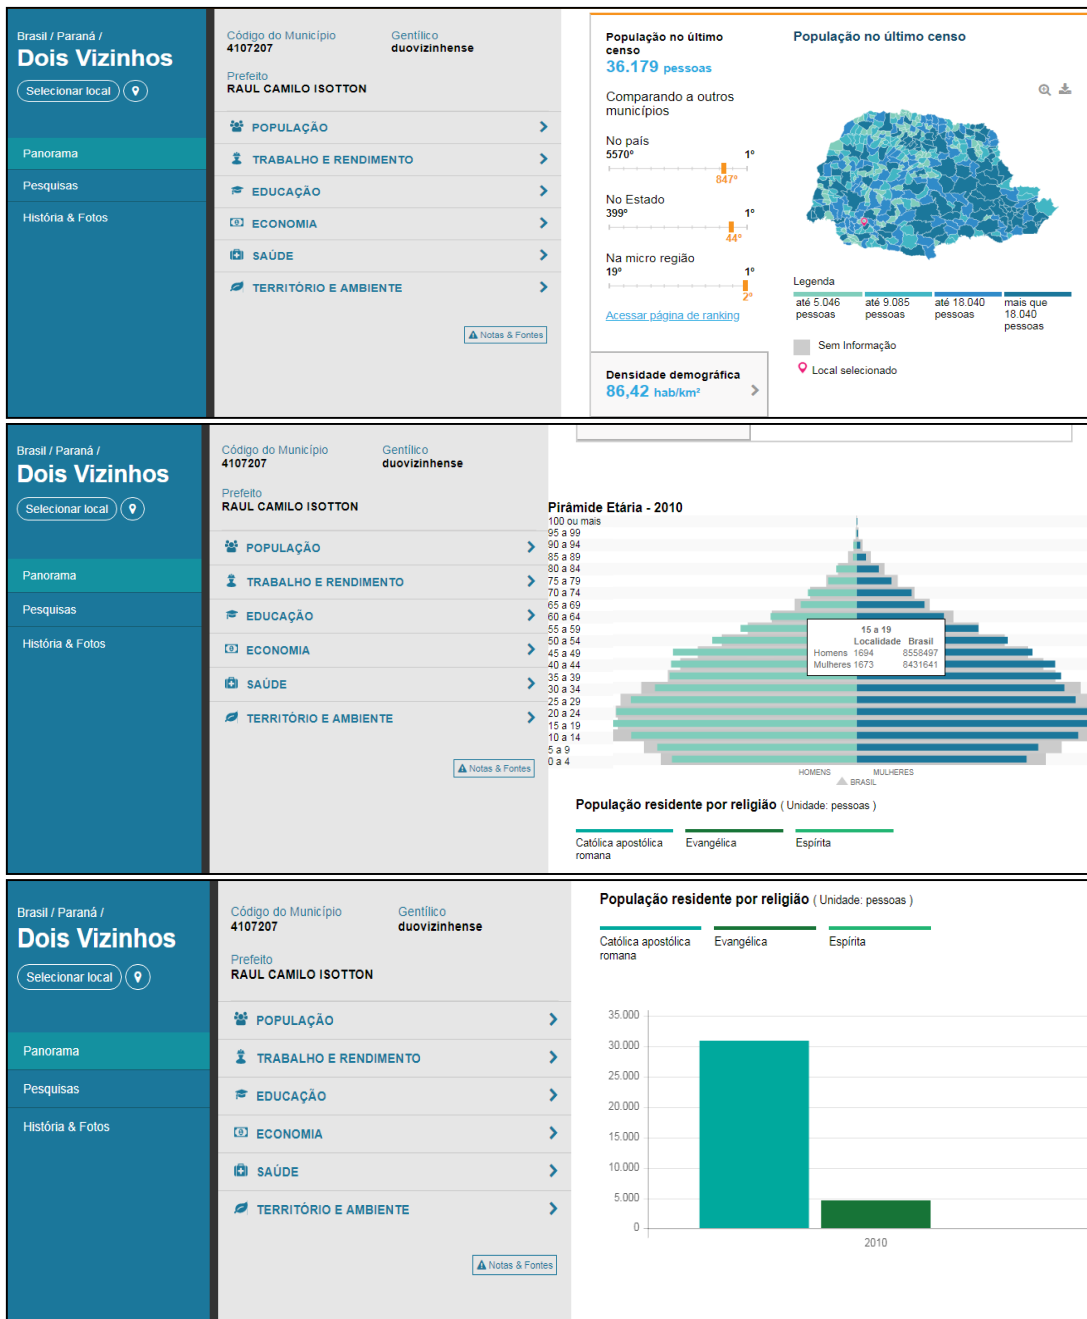 Brasil / Paraná /
Dois Vizinhos
Selecionar local
Panorama
Pesquisas
História & Fotos
Código do Município
4107207
Gentílico
duovizinhense
Prefeito
RAUL CAMILO ISOTTON
POPULAÇÃO
TRABALHO E RENDIMENTO
EDUCAÇÃO
ECONOMIA
SAÚDE
TERRITÓRIO E AMBIENTE
Notas & Fontes
População no último
censo
36.179 pessoas
Comparando a outros
municípios
No país
5570º 1º
847º
No Estado
399º 1º
44º
Na micro região
19º 1º
2º
Acessar página de ranking
Densidade demográfica
86,42 hab/km²
População no último censo
Legenda
até 5.046
pessoas
até 9.085
pessoas
até 18.040
pessoas
mais que
18.040
pessoas
Sem Informação
Local selecionado
Brasil / Paraná /
Dois Vizinhos
Selecionar local
Panorama
Pesquisas
História & Fotos
Código do Município
4107207
Gentílico
duovizinhense
Prefeito
RAUL CAMILO ISOTTON
POPULAÇÃO
TRABALHO E RENDIMENTO
EDUCAÇÃO
ECONOMIA
SAÚDE
TERRITÓRIO E AMBIENTE
Notas & Fontes
Pirâmide Etária - 2010
100 ou mais
95 a 99
90 a 94
85 a 89
80 a 84
75 a 79
70 a 74
65 a 69
60 a 64
55 a 59
50 a 54
45 a 49
40 a 44
35 a 39
30 a 34
25 a 29
20 a 24
15 a 19
10 a 14
5 a 9
0 a 4
15 a 19
Localidade Brasil
Homens 1694 8558497
Mulheres 1673 8431641
HOMENS MULHERES
BRASIL
População residente por religião ( Unidade: pessoas )
Católica apostólica
romana
Evangélica
Espírita
Brasil / Paraná /
Dois Vizinhos
Selecionar local
Panorama
Pesquisas
História & Fotos
Código do Município
4107207
Gentílico
duovizinhense
Prefeito
RAUL CAMILO ISOTTON
POPULAÇÃO
TRABALHO E RENDIMENTO
EDUCAÇÃO
ECONOMIA
SAÚDE
TERRITÓRIO E AMBIENTE
Notas & Fontes
População residente por religião ( Unidade: pessoas )
Católica apostólica
romana
Evangélica
Espírita
35.000
30.000
25.000
20.000
15.000
10.000
5.000
0
2010